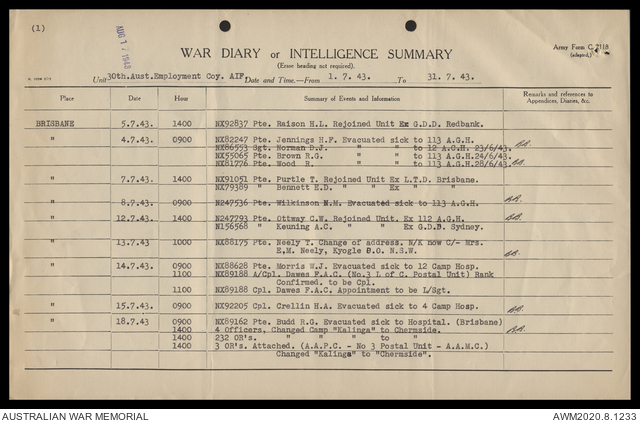 (1)
AUG 17 1943
WAR DIARY or INTELLIGENCE SUMMARY
(Erase heading not required).
Army Form C. 2118
(adapted.)
Unit 30th.Aust.Employment Coy. AIF. Date and Time.—From 1. 7. 43. To 31. 7. 43.
Place Date Hour Summary of Events and Information Remarks and references to Appendices, Diaries, &c.
BRISBANE 5.7.43. 1400 NX92837 Pte. Raison H.L. Rejoined Unit Ex G.D.D. Redbank.
" 4.7.43. 0900 NX82247 Pte. Jennings H.F. Evacuated sick to 113 A.G.H.
NX86553 Sgt. Norman D.J. " " to 12 A.G.H. 23/6/43.
NX55065 Pte. Brown R.G. " " to 113 A.G.H.24/6/43.
NX81776 Pte. Wood R. " " to 113 A.G.H.28/6/43.
" 7.7.43. 1400 NX91051 Pte. Purtle T. Rejoined Unit Ex L.T.D. Brisbane.
NX79389 " Bennett E.D. " " Ex " "
" 8.7.43. 0900 N247536 Pte. Wilkinson N.M. Evacuated sick to 113 A.G.H.
" 12.7.43. 1400 N247793 Pte. Ottway C.W. Rejoined Unit. Ex 112 A.G.H.
N156568 " Keuning A.C. " " Ex G.D.D. Sydney.
" 13.7.43 1000 NX88175 Pte. Neely T. Change of address. N/K now C/- Mrs.
E.M. Neely, Kyogle P.O. N.S.W.
" 14.7.43. 0900 NX88628 Pte. Morris W.J. Evacuated sick to 12 Camp Hosp.
1100 NX89188 A/Cpl. Dawes F.A.C. (No.3 L of C. Postal Unit) Rank
Confirmed. to be Cpl.
1100 NX89188 Cpl. Dawes F.A.C. Appointment to be L/Sgt.
" 15.7.43. 0900 NX92205 Cpl. Crellin H.A. Evacuated sick to 4 Camp Hosp.
" 18.7.43 0900 NX89162 Pte. Budd R.G. Evacuated sick to Hospital. (Brisbane)
1400 4 Officers. Changed Camp "Kalinga" to Chermside.
1400 232 OR's. " " " to "
1400 3 OR's. Attached. (A.A.P.C. - No 3 Postal Unit - A.A.M.C.)
Changed "Kalinga" to "Chermside".
AUSTRALIAN WAR MEMORIAL
AWM2020.8.1233